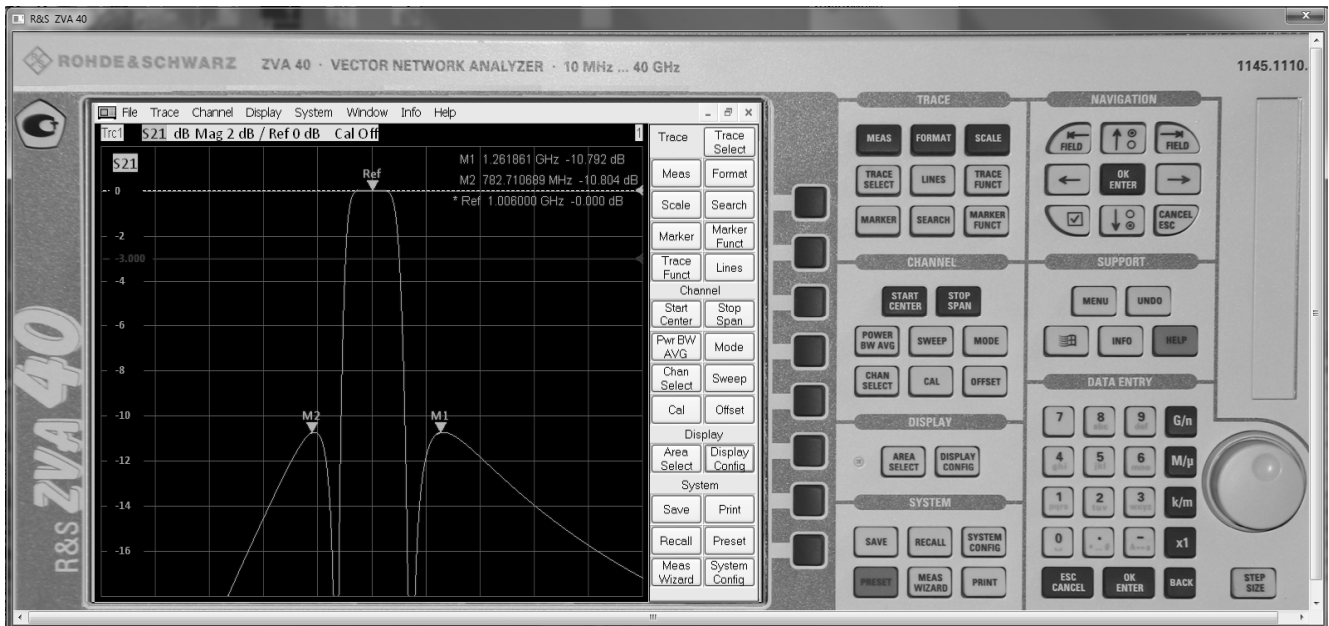 R&S ZVA 40
ROHDE&SCHWARZ ZVA 40 · VECTOR NETWORK ANALYZER · 10 MHz ... 40 GHz
1145.1110.
File Trace Channel Display System Window Info Help
Trc1 S21 dB Mag 2 dB / Ref 0 dB Cal Off 1
S21
M1 1.261861 GHz -10.792 dB
M2 782.710689 MHz -10.804 dB
* Ref 1.006000 GHz -0.000 dB
Ref
M2
M1
0
-2
-3.000
-4
-6
-8
-10
-12
-14
-16
R&S ZVA 40
Trace
Trace Select
Meas
Format
Scale
Search
Marker
Marker Funct
Trace Funct
Lines
Channel
Start Center
Stop Span
Pwr BW AVG
Mode
Chan Select
Sweep
Cal
Offset
Display
Area Select
Display Config
System
Save
Print
Recall
Preset
Meas Wizard
System Config
TRACE
MEAS
FORMAT
SCALE
TRACE SELECT
LINES
TRACE FUNCT
MARKER
SEARCH
MARKER FUNCT
CHANNEL
START CENTER
STOP SPAN
POWER BW AVG
SWEEP
MODE
CHAN SELECT
CAL
OFFSET
DISPLAY
AREA SELECT
DISPLAY CONFIG
SYSTEM
SAVE
RECALL
SYSTEM CONFIG
PRESET
MEAS WIZARD
PRINT
NAVIGATION
FIELD
FIELD
OK ENTER
CANCEL ESC
SUPPORT
MENU
UNDO
INFO
HELP
DATA ENTRY
7
8 abc
9 def
G/n
4 ghi
5 jkl
6 mno
M/µ
1 pqrs
2 tuv
3 wxyz
k/m
0
-
x1
ESC CANCEL
OK ENTER
BACK
STEP SIZE